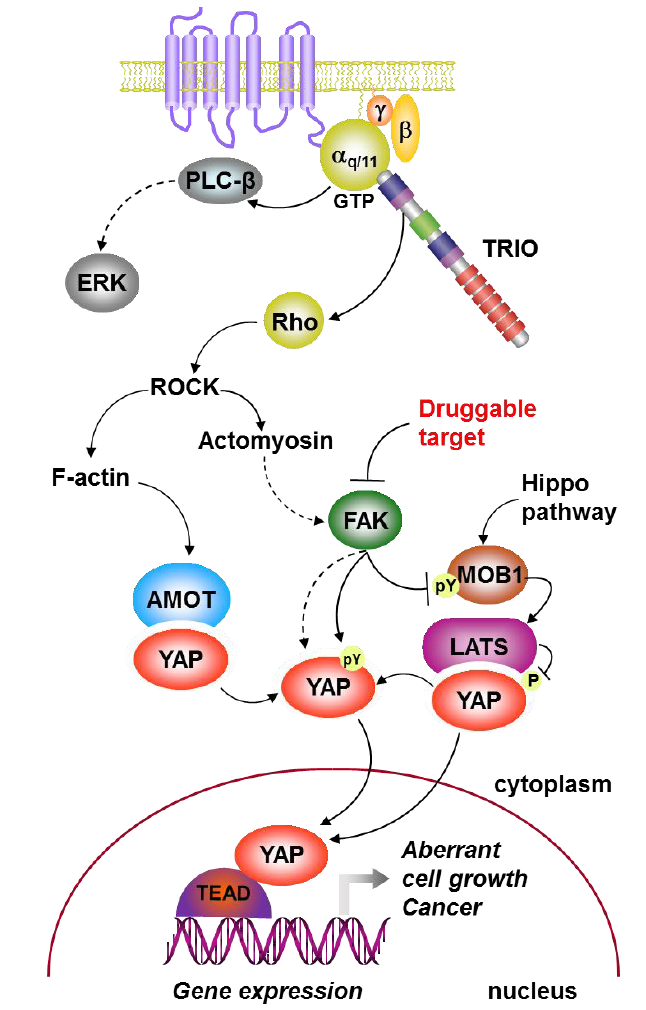 γ
β
αq/11
GTP
PLC-β
TRIO
ERK
Rho
ROCK
Druggable
target
Actomyosin
F-actin
Hippo
pathway
FAK
MOB1
pY
AMOT
LATS
YAP
pY
YAP
P
YAP
cytoplasm
YAP
TEAD
Aberrant
cell growth
Cancer
Gene expression
nucleus